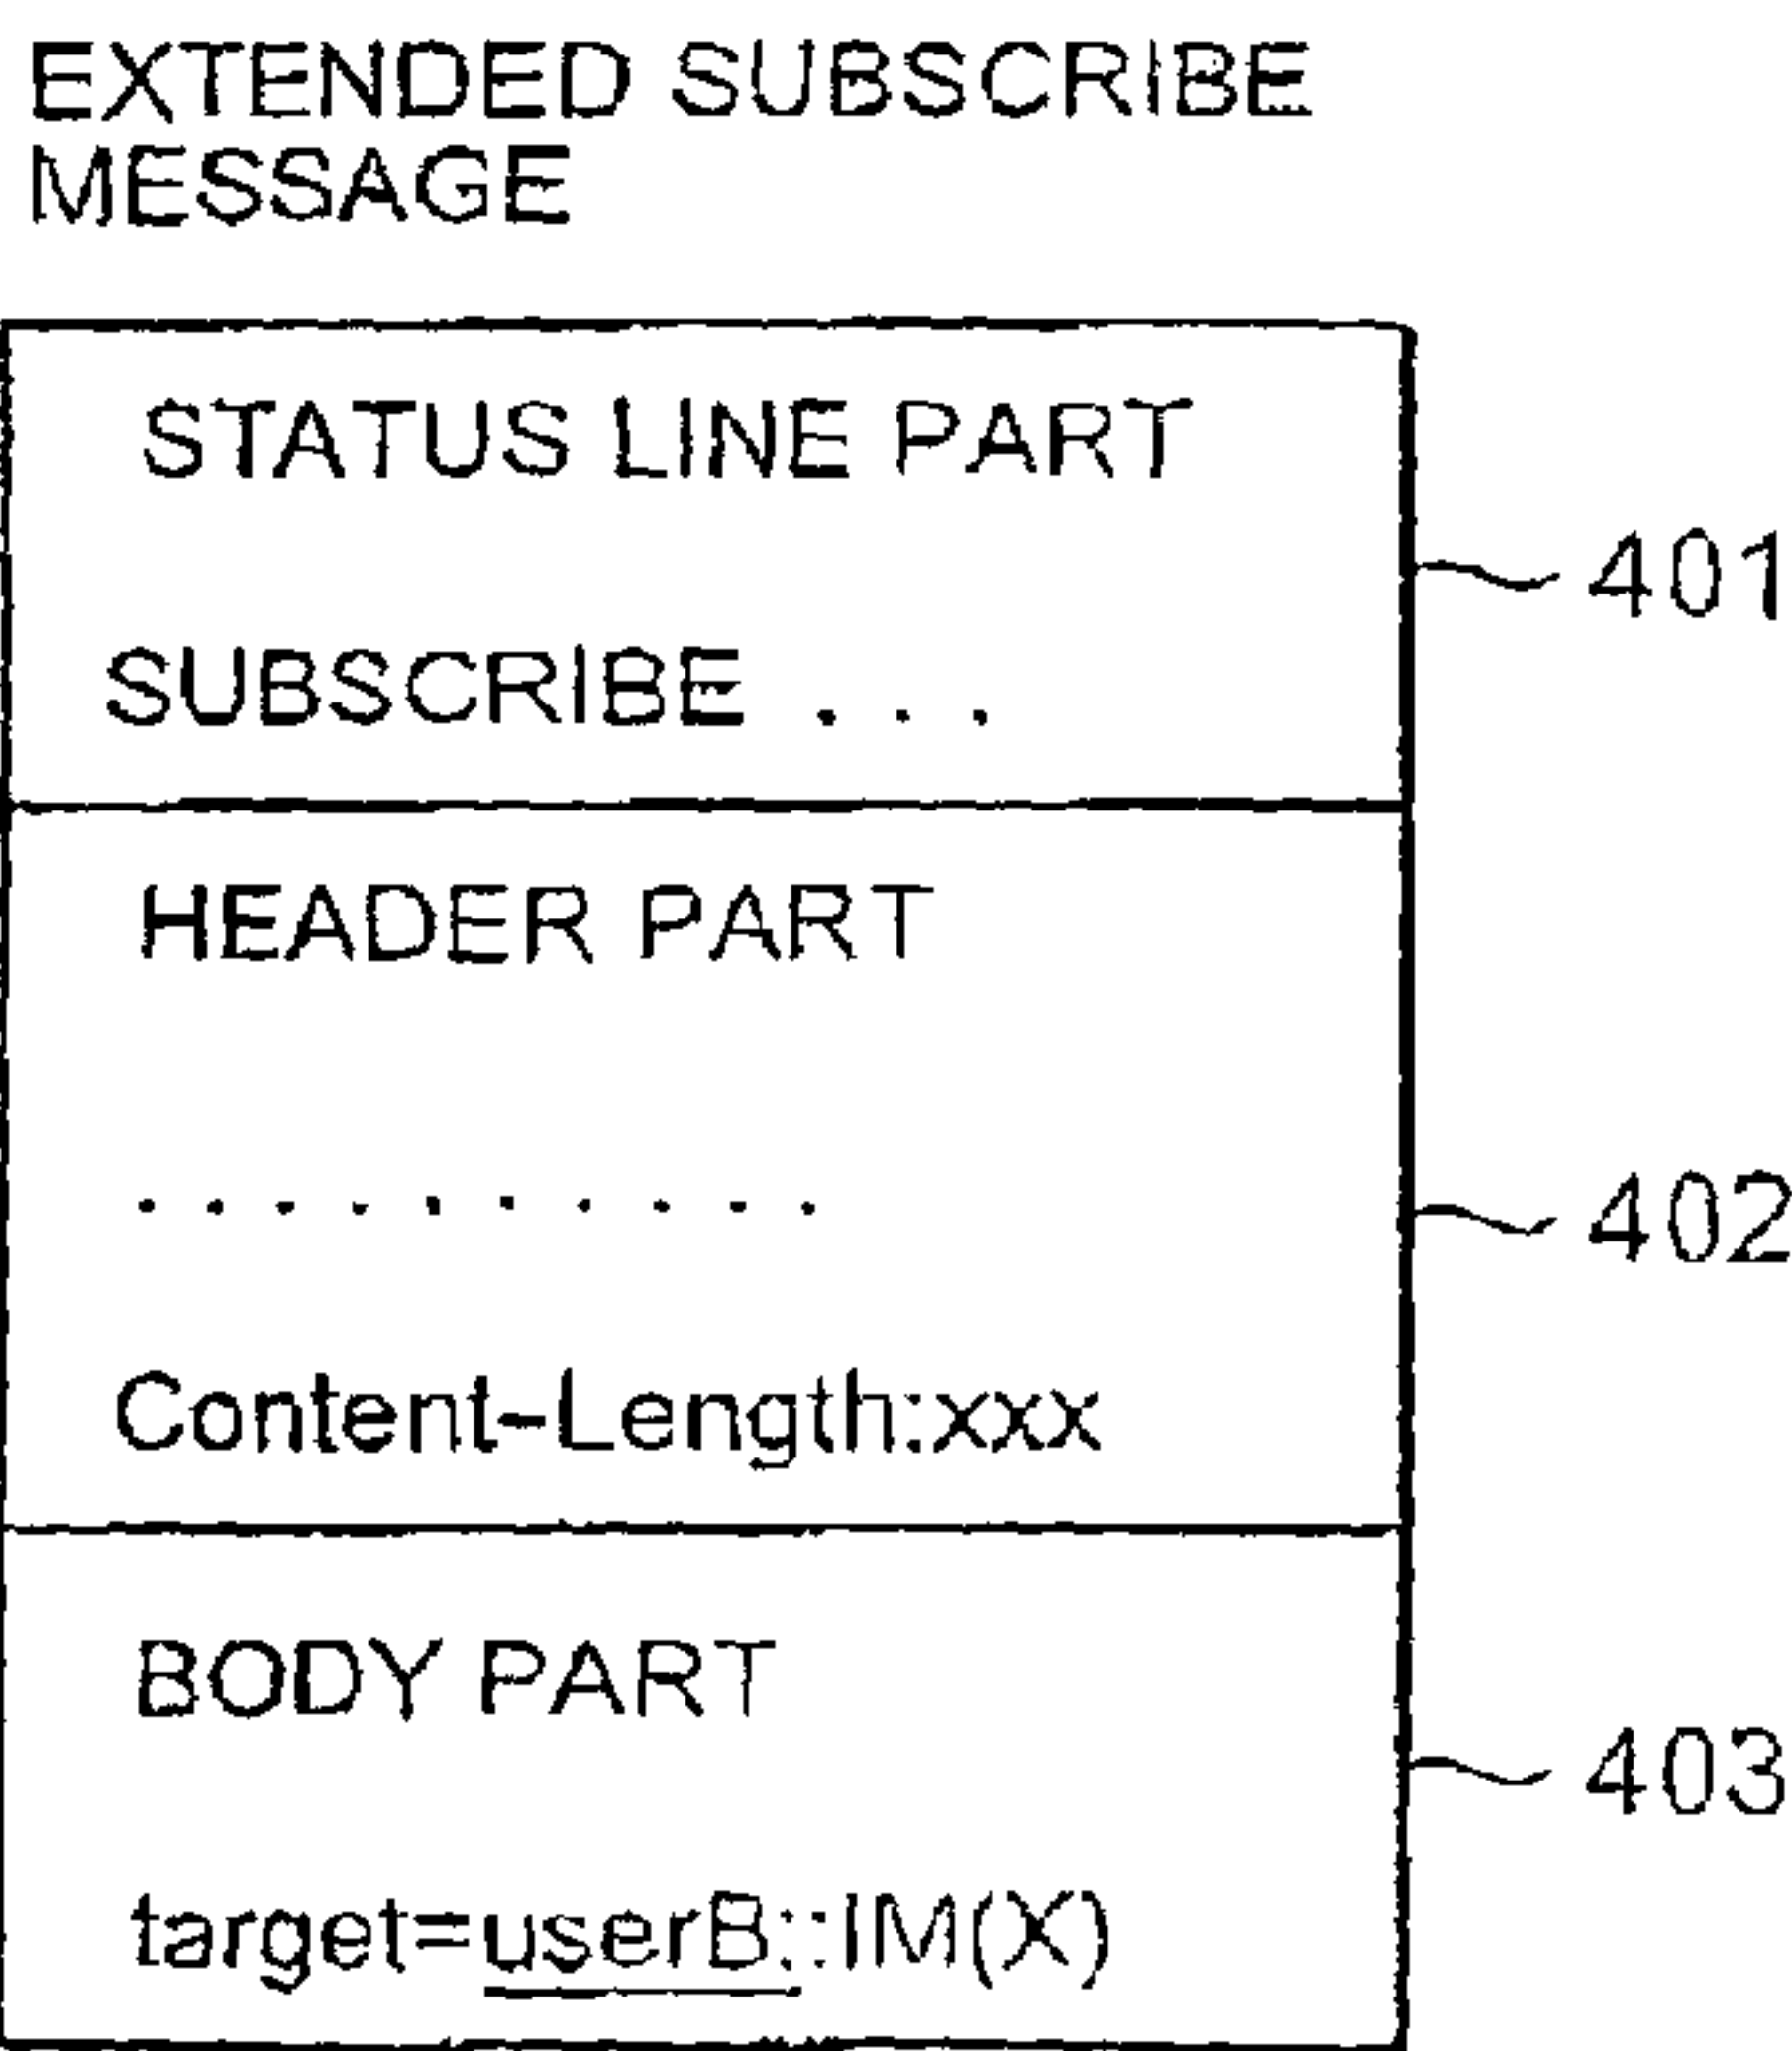 EXTENDED SUBSCRIBE
MESSAGE
STATUS LINE PART
401
SUBSCRIBE . . .
HEADER PART
. . . . . . . . . .
402
Content-Length:xxx
BODY PART
403
target=userB::IM(X)